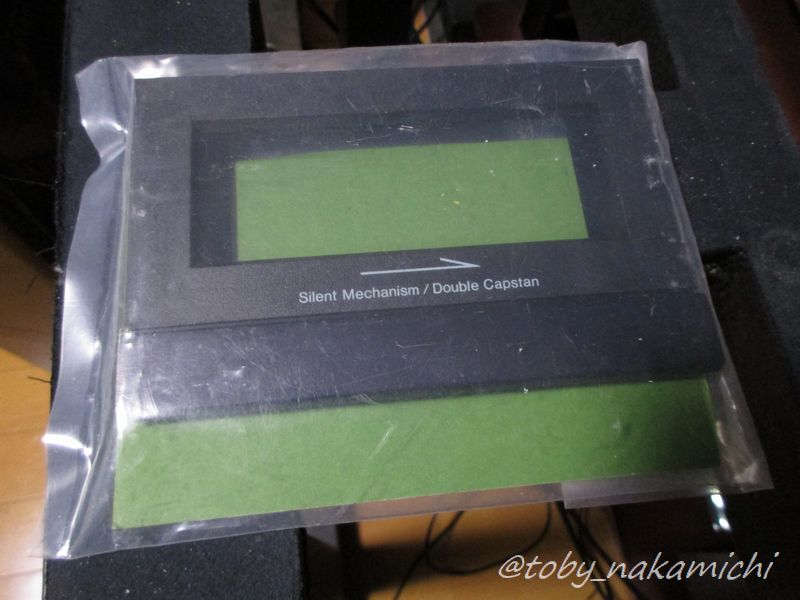 Silent Mechanism / Double Capstan
@toby_nakamichi